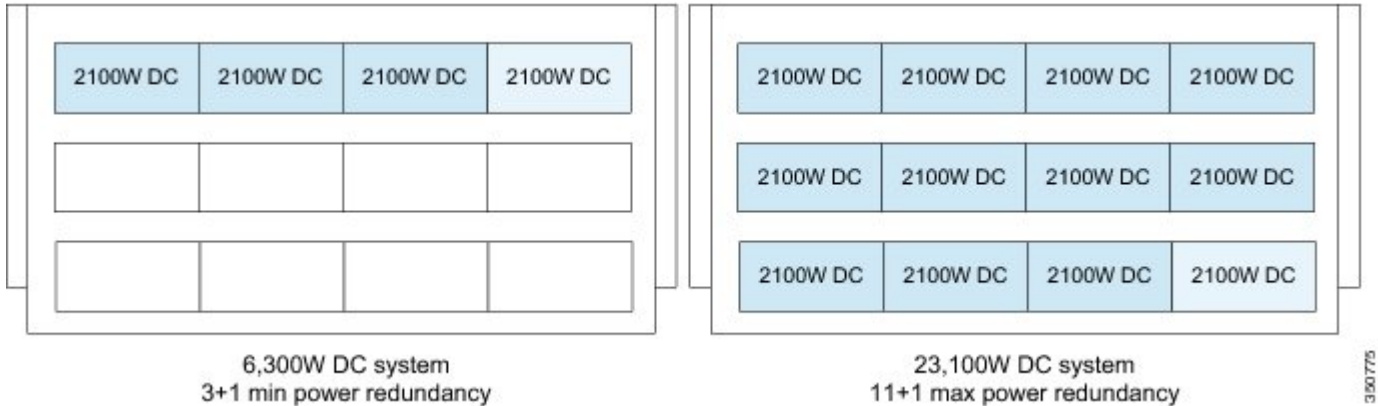 2100W DC 2100W DC 2100W DC 2100W DC
6,300W DC system
3+1 min power redundancy
2100W DC 2100W DC 2100W DC 2100W DC
2100W DC 2100W DC 2100W DC 2100W DC
2100W DC 2100W DC 2100W DC 2100W DC
23,100W DC system
11+1 max power redundancy
350775